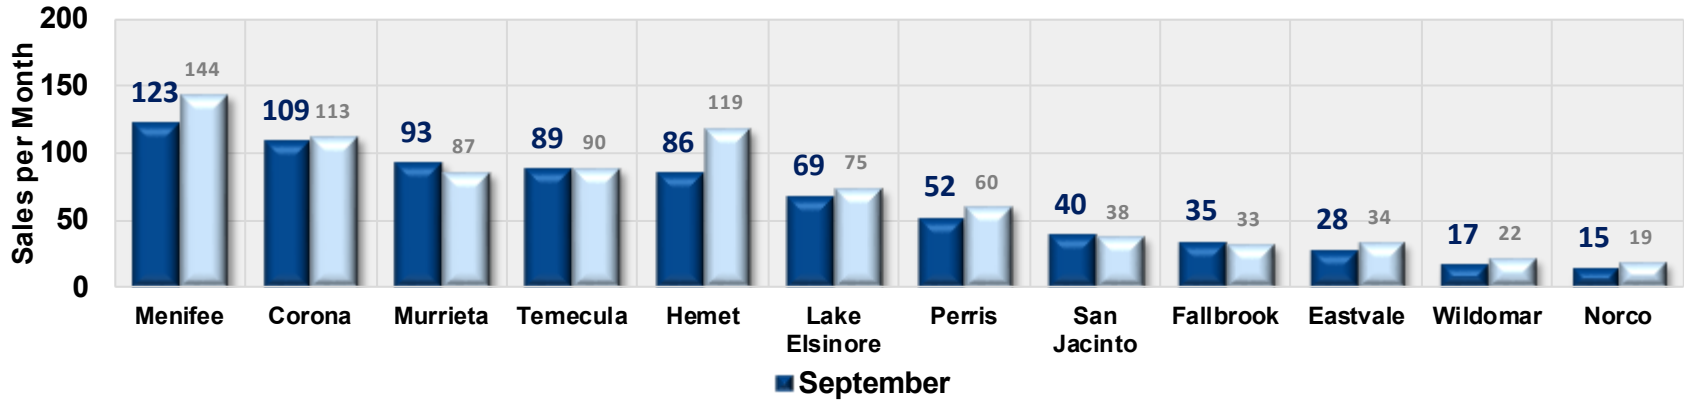 Sales per Month
200
150
100
50
0
123 144
109 113
93 87
89 90
86 119
69 75
52 60
40 38
35 33
28 34
17 22
15 19
Menifee
Corona
Murrieta
Temecula
Hemet
Lake
Elsinore
Perris
San
Jacinto
Fallbrook
Eastvale
Wildomar
Norco
September